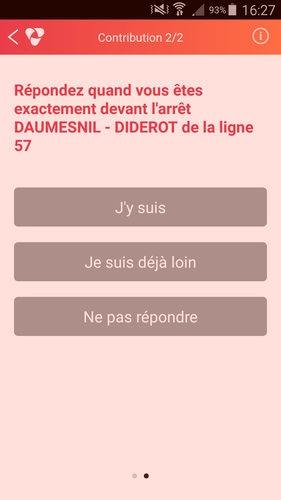 93% 16:27
Contribution 2/2
Répondez quand vous êtes
exactement devant l'arrêt
DAUMESNIL - DIDEROT de la ligne
57
J'y suis
Je suis déjà loin
Ne pas répondre